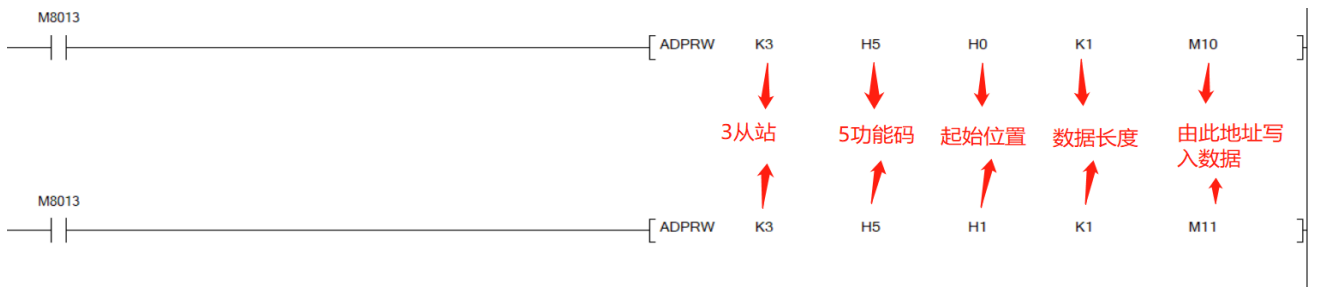 M8013
ADPRW K3 H5 H0 K1 M10
3从站 5功能码 起始位置 数据长度 由此地址写
入数据
M8013
ADPRW K3 H5 H1 K1 M11